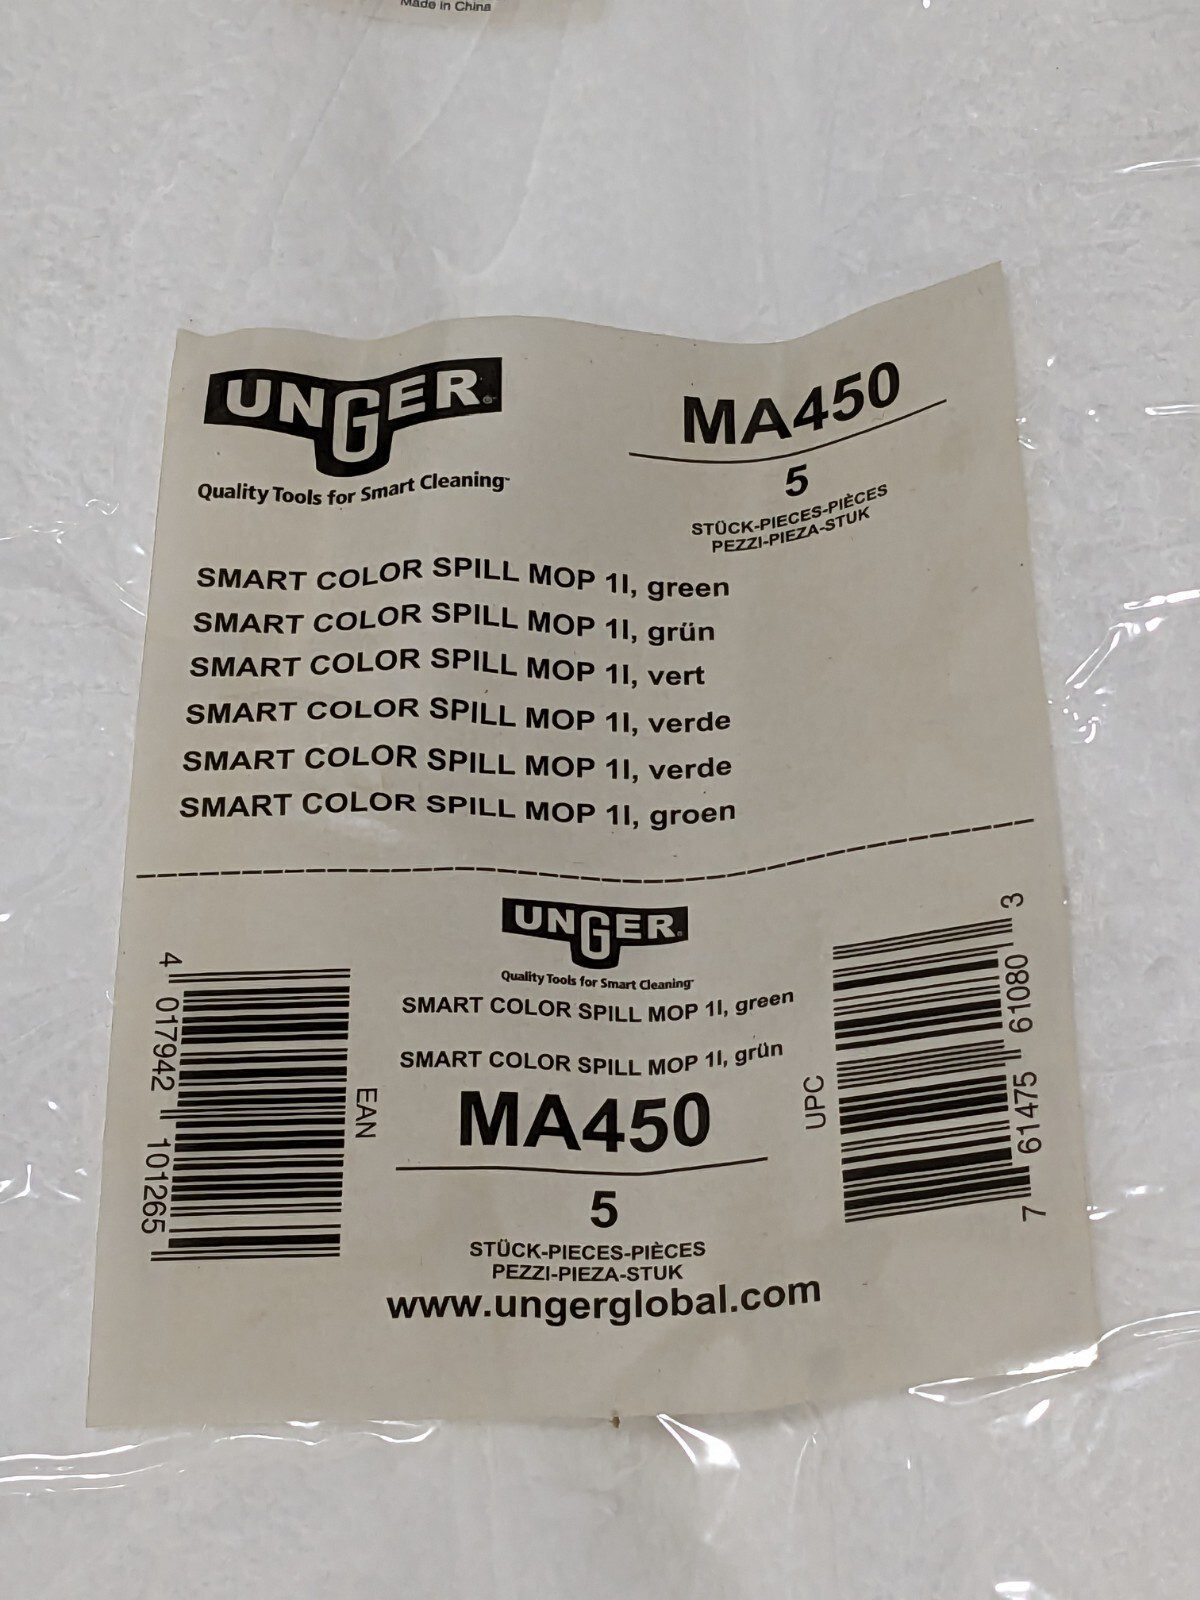 Made in China
UNGER®
Quality Tools for Smart Cleaning™
MA450
5
STÜCK-PIECES-PIÈCES
PEZZI-PIEZA-STUK
SMART COLOR SPILL MOP 1l, green
SMART COLOR SPILL MOP 1l, grün
SMART COLOR SPILL MOP 1l, vert
SMART COLOR SPILL MOP 1l, verde
SMART COLOR SPILL MOP 1l, verde
SMART COLOR SPILL MOP 1l, groen
UNGER®
Quality Tools for Smart Cleaning™
SMART COLOR SPILL MOP 1l, green
SMART COLOR SPILL MOP 1l, grün
MA450
5
STÜCK-PIECES-PIÈCES
PEZZI-PIEZA-STUK
www.ungerglobal.com
4 017942 101265
EAN
UPC
7 61475 61080 3